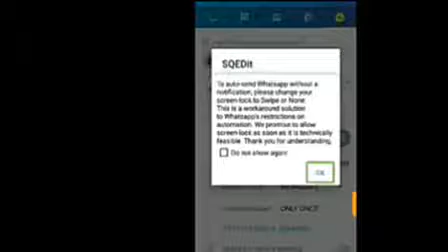 SQEDit
To auto-send Whatsapp without a
notification, please change your
screen lock to Swipe or None.
This is a workaround solution
to Whatsapp's restrictions on
automation. We promise to allow
screen lock as soon as it is technically
feasible. Thank you for understanding.
Do not show again
OK
ONLY ONCE